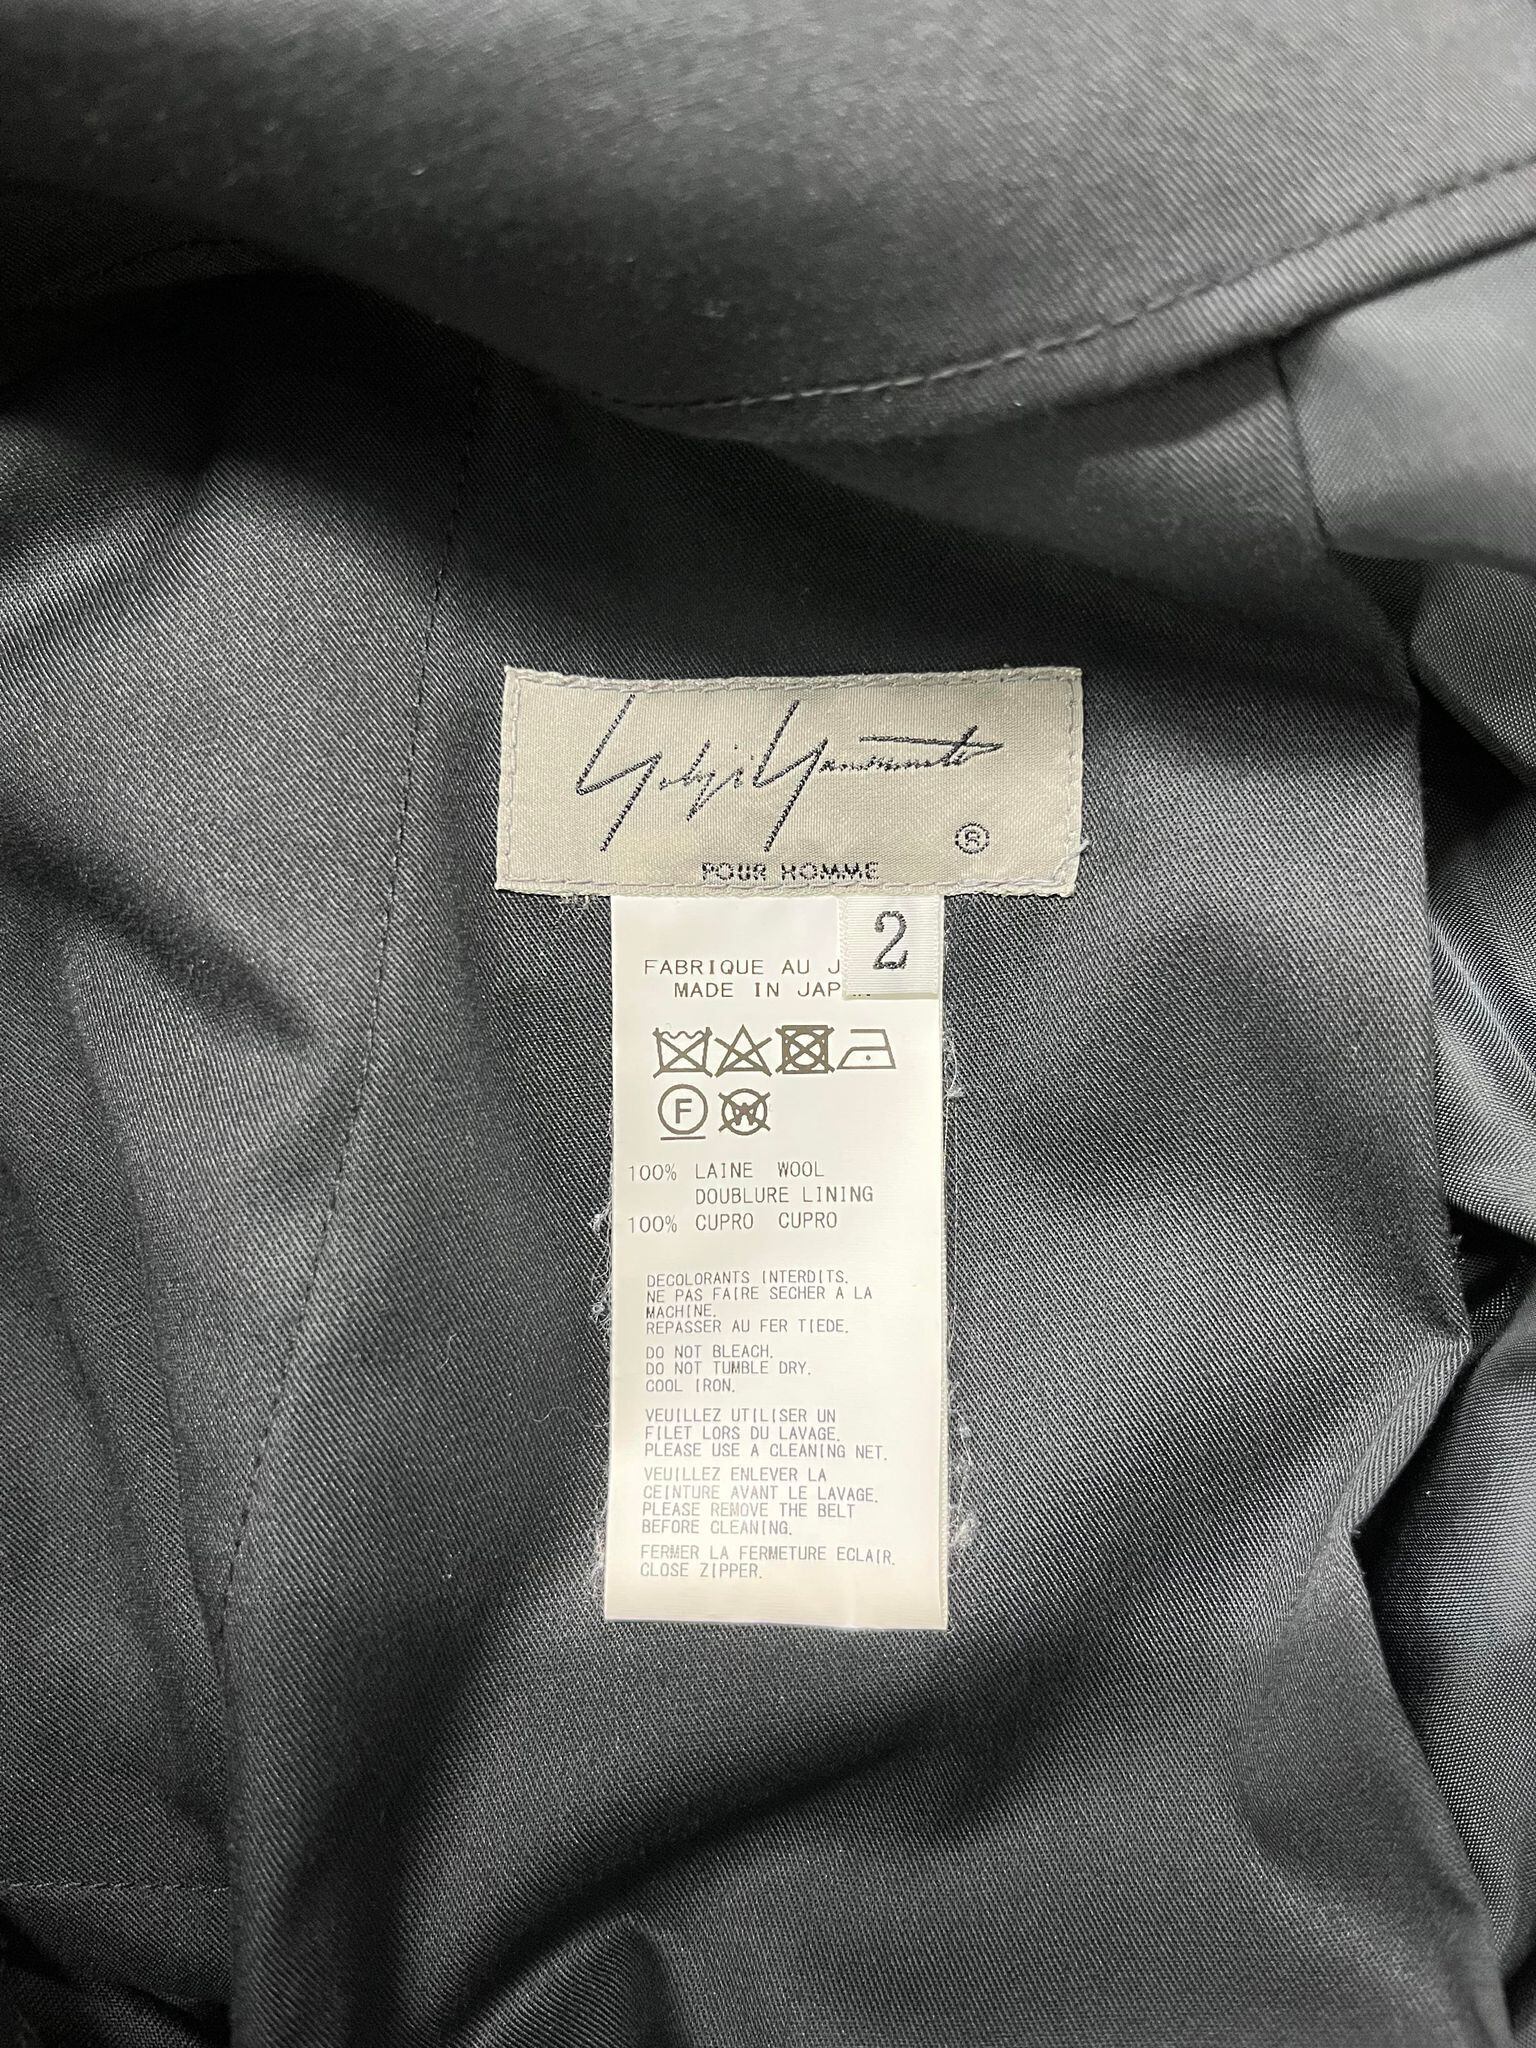 Yohji Yamamoto
®
POUR HOMME
2
FABRIQUE AU J
MADE IN JAPAN
F
W
100% LAINE WOOL
DOUBLURE LINING
100% CUPRO CUPRO
DECOLORANTS INTERDITS.
NE PAS FAIRE SECHER A LA
MACHINE.
REPASSER AU FER TIEDE.
DO NOT BLEACH.
DO NOT TUMBLE DRY.
COOL IRON.
VEUILLEZ UTILISER UN
FILET LORS DU LAVAGE.
PLEASE USE A CLEANING NET.
VEUILLEZ ENLEVER LA
CEINTURE AVANT LE LAVAGE.
PLEASE REMOVE THE BELT
BEFORE CLEANING.
FERMER LA FERMETURE ECLAIR.
CLOSE ZIPPER.